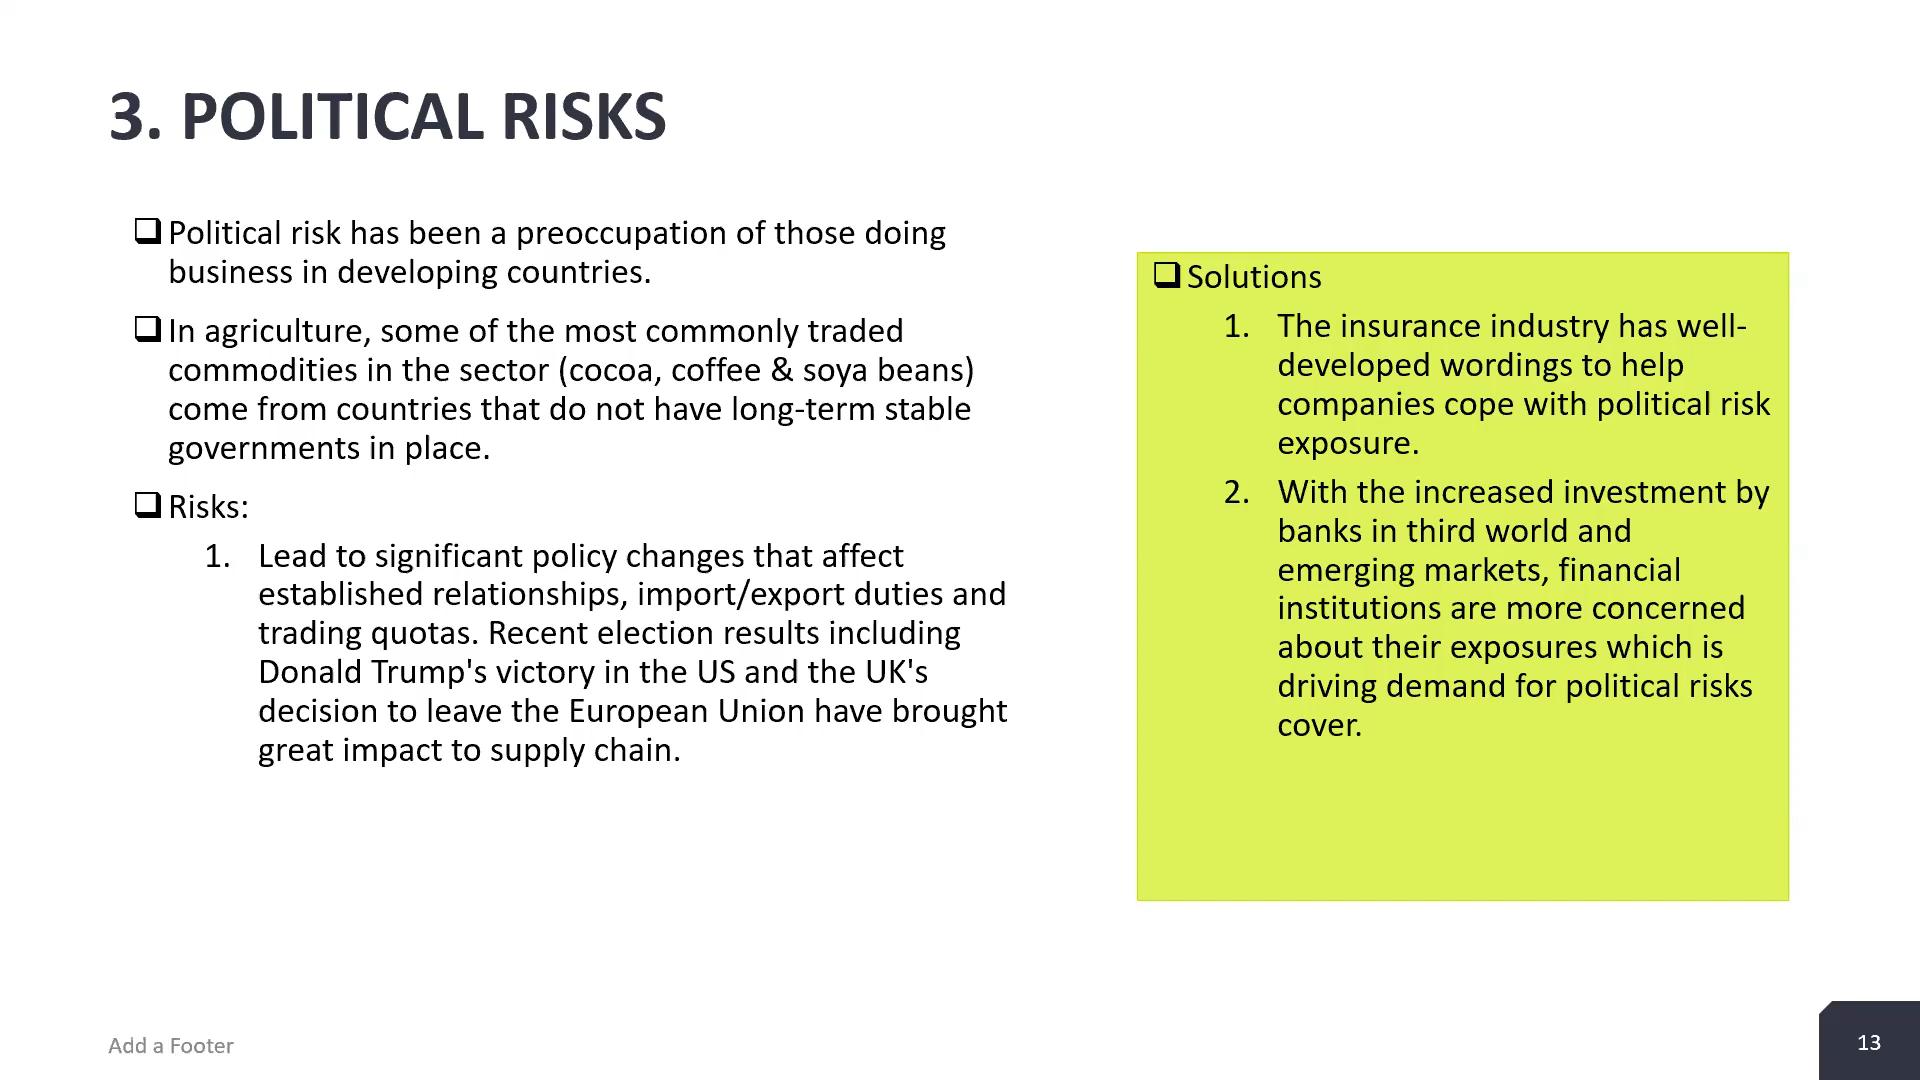 3. POLITICAL RISKS
Political risk has been a preoccupation of those doing
business in developing countries.
In agriculture, some of the most commonly traded
commodities in the sector (cocoa, coffee & soya beans)
come from countries that do not have long-term stable
governments in place.
Risks:
1. Lead to significant policy changes that affect
established relationships, import/export duties and
trading quotas. Recent election results including
Donald Trump's victory in the US and the UK's
decision to leave the European Union have brought
great impact to supply chain.
Solutions
1. The insurance industry has well-
developed wordings to help
companies cope with political risk
exposure.
2. With the increased investment by
banks in third world and
emerging markets, financial
institutions are more concerned
about their exposures which is
driving demand for political risks
cover.
Add a Footer
13